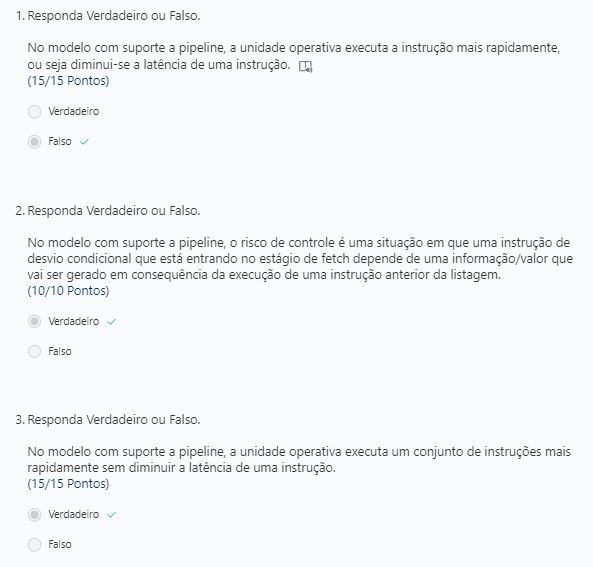 1. Responda Verdadeiro ou Falso.
No modelo com suporte a pipeline, a unidade operativa executa a instrução mais rapidamente,
ou seja diminui-se a latência de uma instrução.
(15/15 Pontos)
Verdadeiro
Falso
2. Responda Verdadeiro ou Falso.
No modelo com suporte a pipeline, o risco de controle é uma situação em que uma instrução de
desvio condicional que está entrando no estágio de fetch depende de uma informação/valor que
vai ser gerado em consequência da execução de uma instrução anterior da listagem.
(10/10 Pontos)
Verdadeiro
Falso
3. Responda Verdadeiro ou Falso.
No modelo com suporte a pipeline, a unidade operativa executa um conjunto de instruções mais
rapidamente sem diminuir a latência de uma instrução.
(15/15 Pontos)
Verdadeiro
Falso